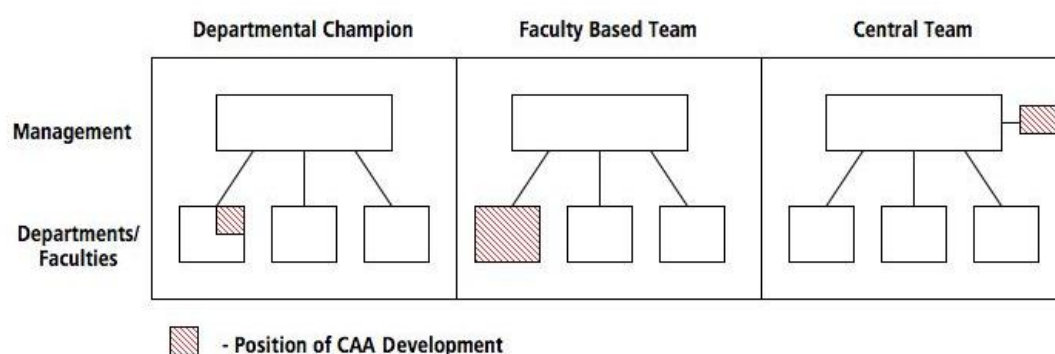 Departmental Champion
Faculty Based Team
Central Team
Management
Departments/
Faculties
- Position of CAA Development